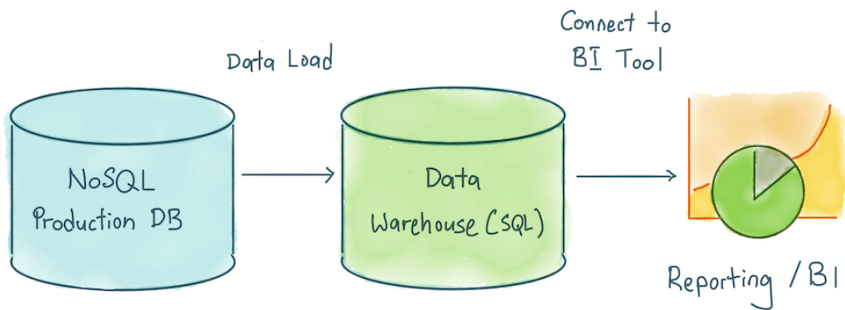 Data Load
Connect to
BI Tool
NoSQL
Production DB
Data
Warehouse (SQL)
Reporting / BI